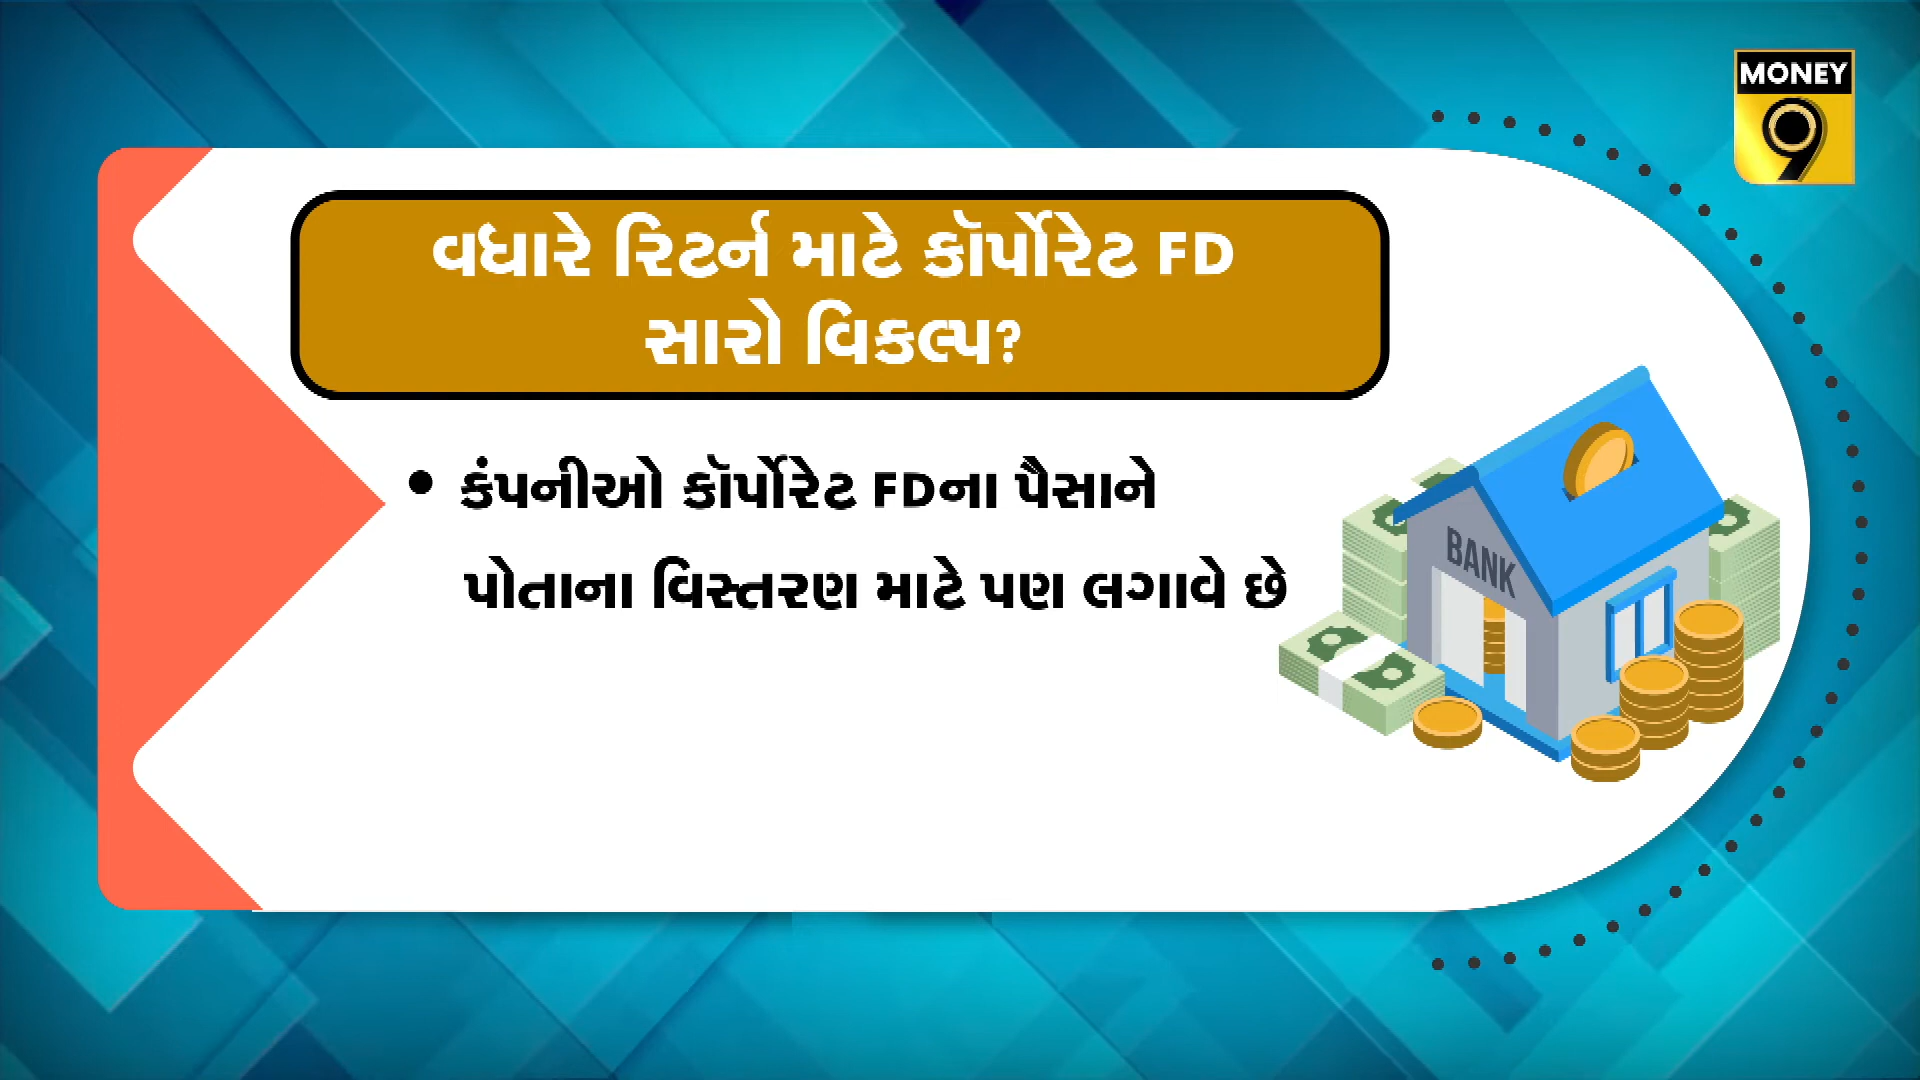 MONEY
9
વધારે રિટર્ન માટે કૉર્પોરેટ FD
સારો વિકલ્પ?
• કંપનીઓ કૉર્પોરેટ FDના પૈસાને
પોતાના વિસ્તરણ માટે પણ લગાવે છે
BANK